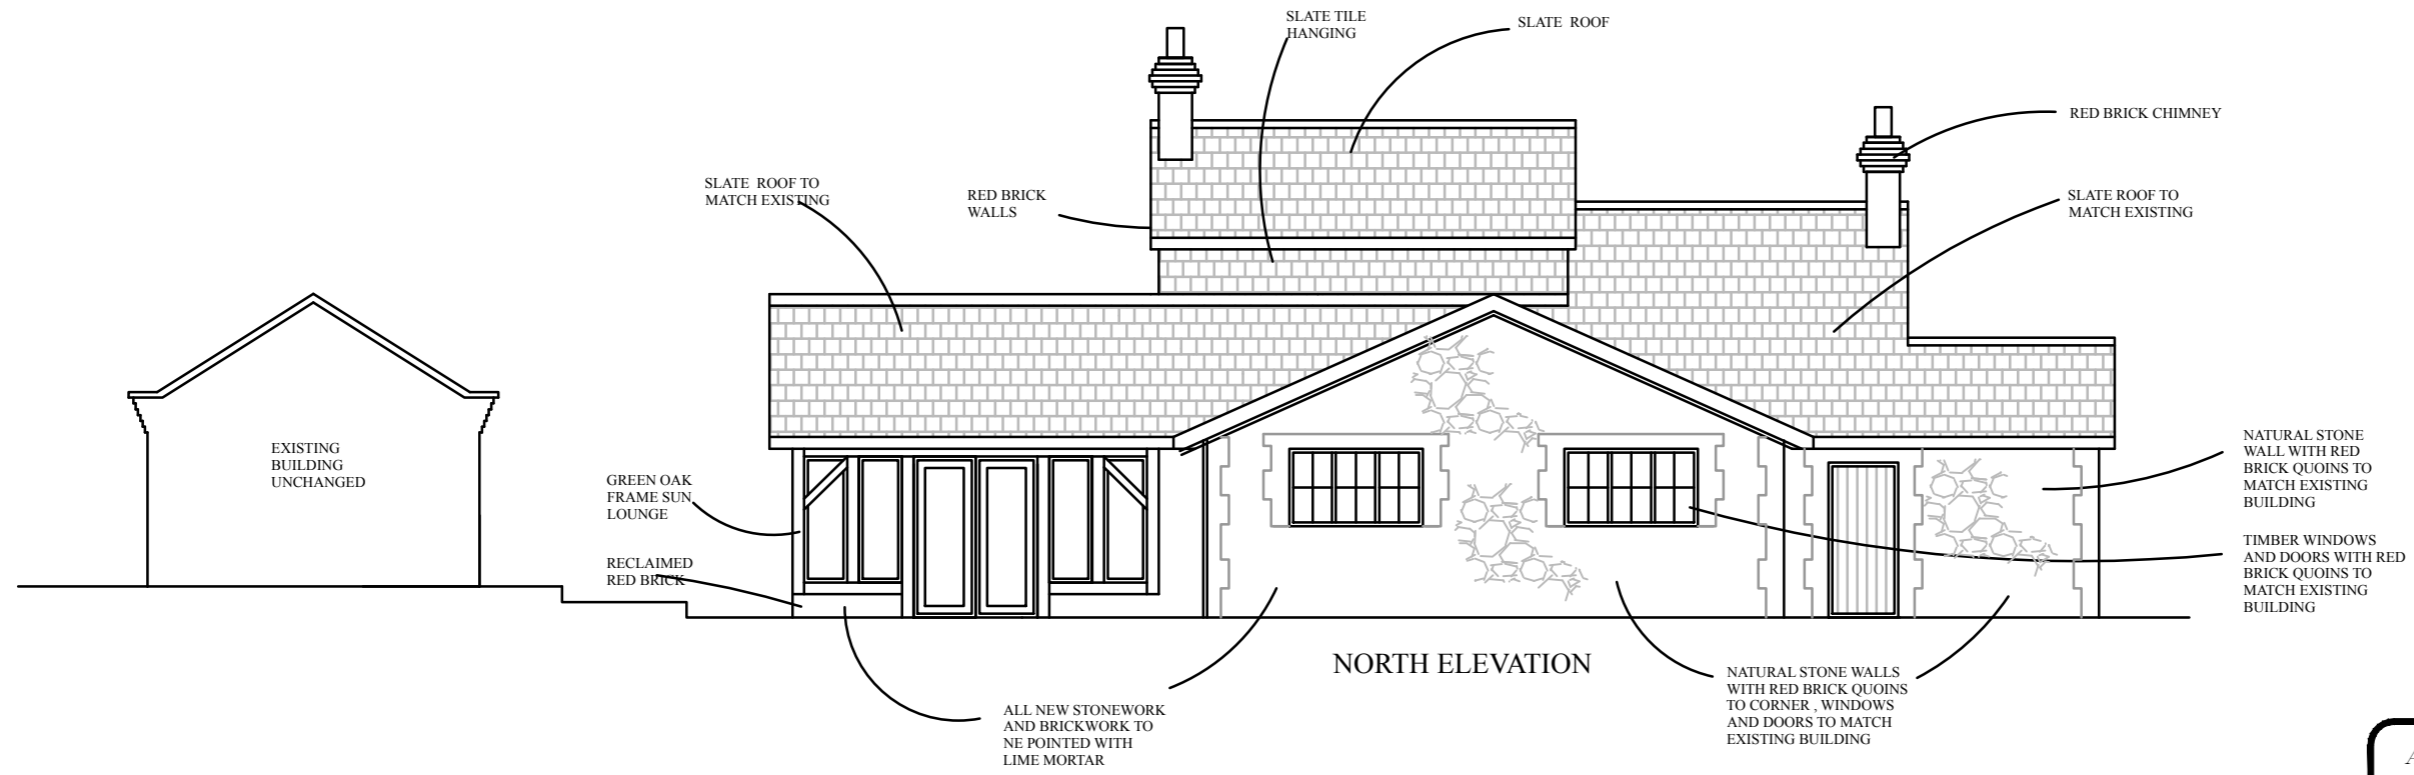 SLATE TILE
HANGING
SLATE ROOF
RED BRICK CHIMNEY
SLATE ROOF TO
MATCH EXISTING
RED BRICK
WALLS
SLATE ROOF TO
MATCH EXISTING
EXISTING
BUILDING
UNCHANGED
GREEN OAK
FRAME SUN
LOUNGE
RECLAIMED
RED BRICK
NATURAL STONE
WALL WITH RED
BRICK QUOINS TO
MATCH EXISTING
BUILDING
TIMBER WINDOWS
AND DOORS WITH RED
BRICK QUOINS TO
MATCH EXISTING
BUILDING
NORTH ELEVATION
ALL NEW STONEWORK
AND BRICKWORK TO
NE POINTED WITH
LIME MORTAR
NATURAL STONE WALLS
WITH RED BRICK QUOINS
TO CORNER , WINDOWS
AND DOORS TO MATCH
EXISTING BUILDING